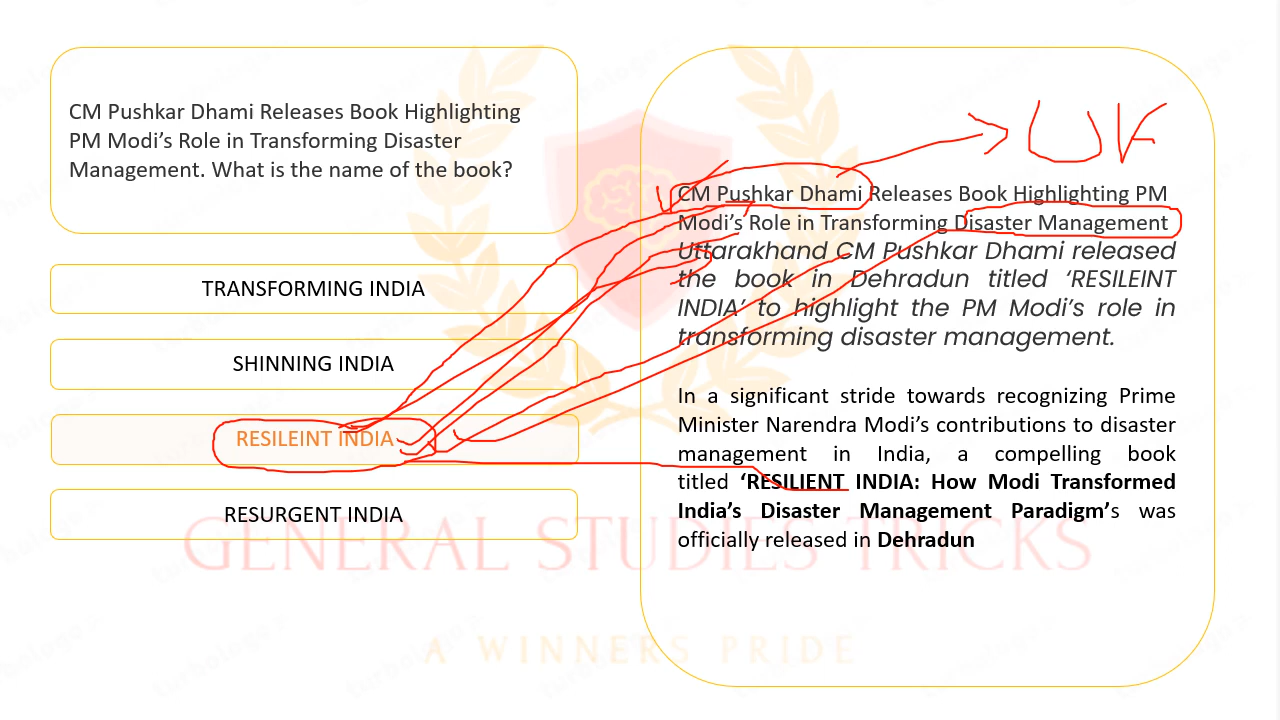 CM Pushkar Dhami Releases Book Highlighting
PM Modi's Role in Transforming Disaster
Management. What is the name of the book?
TRANSFORMING INDIA
SHINNING INDIA
RESILEINT INDIA
RESURGENT INDIA
UK
CM Pushkar Dhami Releases Book Highlighting PM
Modi's Role in Transforming Disaster Management
Uttarakhand CM Pushkar Dhami released
the book in Dehradun titled ‘RESILEINT
INDIA’ to highlight the PM Modi’s role in
transforming disaster management.
In a significant stride towards recognizing Prime
Minister Narendra Modi’s contributions to disaster
management in India, a compelling book
titled ‘RESILIENT INDIA: How Modi Transformed
India’s Disaster Management Paradigm’s was
officially released in Dehradun
GENERAL STUDIES TRICKS
A WINNERS PRIDE